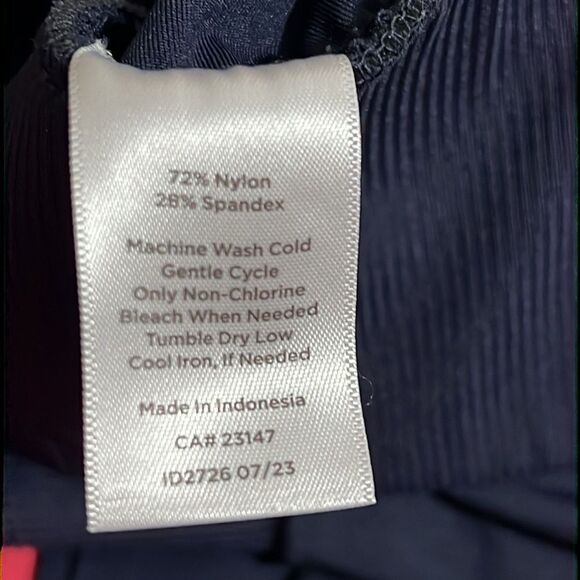 72% Nylon
28% Spandex
Machine Wash Cold
Gentle Cycle
Only Non-Chlorine
Bleach When Needed
Tumble Dry Low
Cool Iron, If Needed
Made In Indonesia
CA# 23147
ID2726 07/23